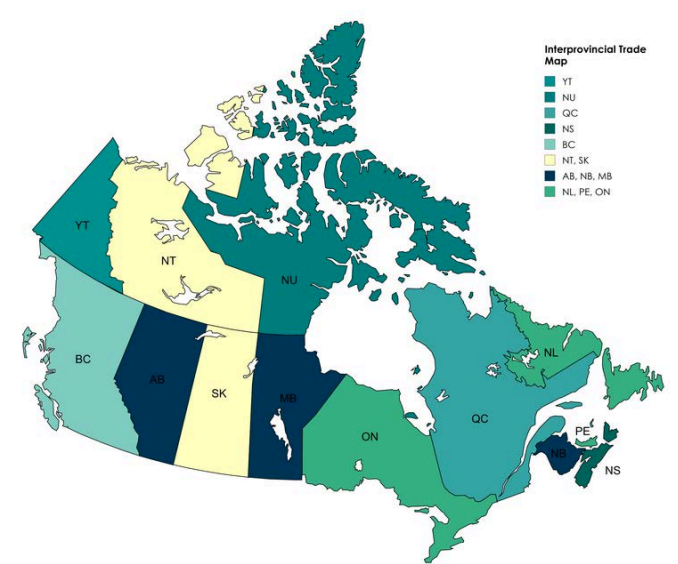 Interprovincial Trade
Map
YT
NU
QC
NS
BC
NT, SK
AB, NB, MB
NL, PE, ON
YT
NT
NU
BC
AB
SK
MB
ON
QC
NL
PE
NB
NS